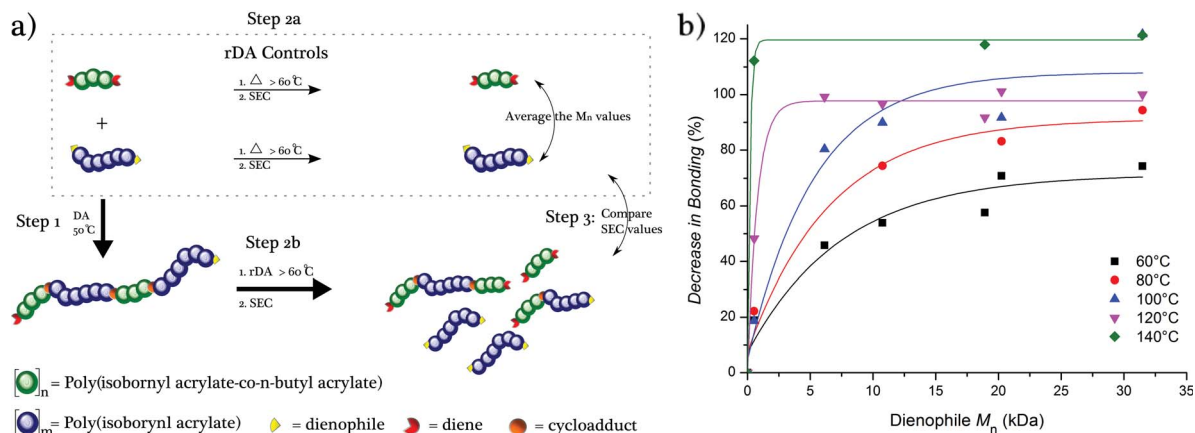 a)
Step 2a
rDA Controls
1. △ > 60°C
2. SEC
+
1. △ > 60°C
2. SEC
Average the Mn values
Step 1
DA
50°C
Step 2b
1. rDA > 60°C
2. SEC
Step 3: Compare
SEC values
[ ]n = Poly(isobornyl acrylate-co-n-butyl acrylate)
[ ]m = Poly(isoborynl acrylate)
= dienophile
= diene
= cycloadduct
b)
Decrease in Bonding (%)
120
100
80
60
40
20
0
60°C
80°C
100°C
120°C
140°C
0 5 10 15 20 25 30 35
Dienophile Mn (kDa)